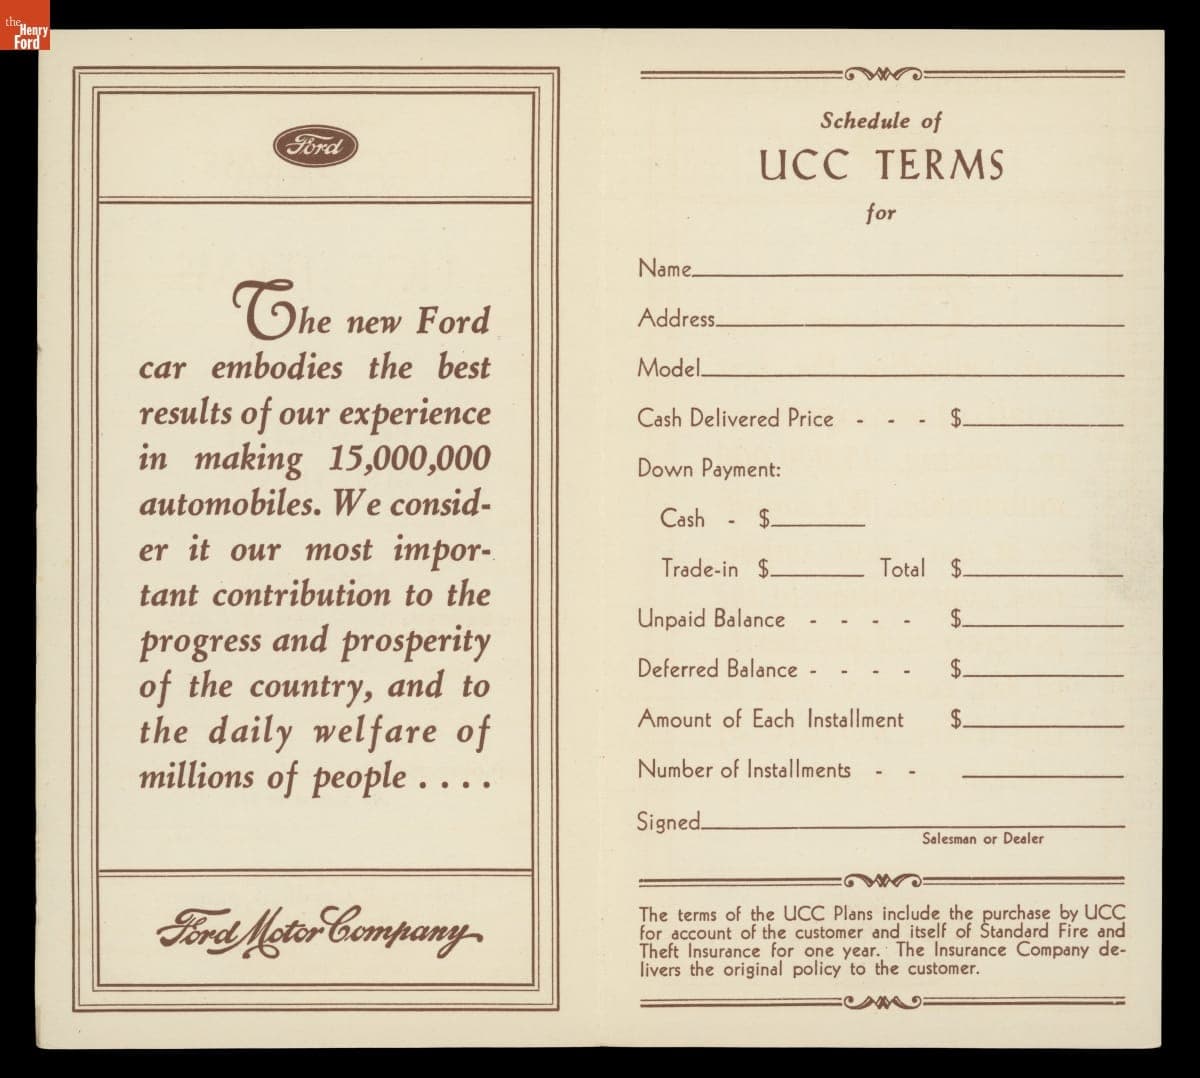 the
Henry
Ford
Ford
The new Ford
car embodies the best
results of our experience
in making 15,000,000
automobiles. We consid-
er it our most impor-
tant contribution to the
progress and prosperity
of the country, and to
the daily welfare of
millions of people . . . .
Ford Motor Company
Schedule of
UCC TERMS
for
Name
Address
Model
Cash Delivered Price - - - $
Down Payment:
Cash - $
Trade-in $ Total $
Unpaid Balance - - - - $
Deferred Balance - - - - $
Amount of Each Installment $
Number of Installments - -
Signed
Salesman or Dealer
The terms of the UCC Plans include the purchase by UCC
for account of the customer and itself of Standard Fire and
Theft Insurance for one year. The Insurance Company de-
livers the original policy to the customer.